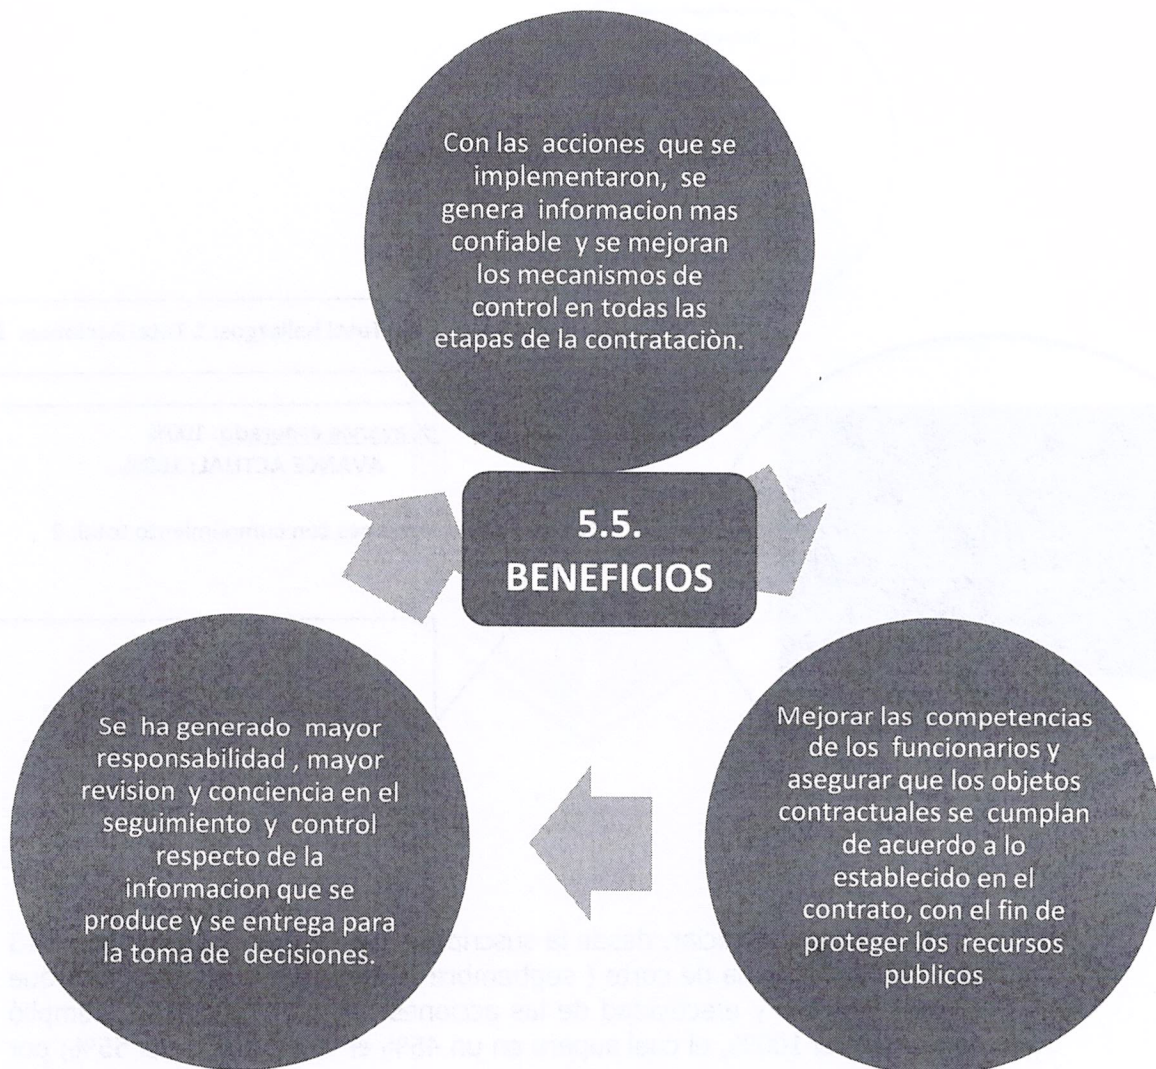 Con las acciones que se
implementaron, se
genera informacion mas
confiable y se mejoran
los mecanismos de
control en todas las
etapas de la contrataciòn.
5.5.
BENEFICIOS
Mejorar las competencias
de los funcionarios y
asegurar que los objetos
contractuales se cumplan
de acuerdo a lo
establecido en el
contrato, con el fin de
proteger los recursos
publicos
Se ha generado mayor
responsabilidad , mayor
revision y conciencia en el
seguimiento y control
respecto de la
informacion que se
produce y se entrega para
la toma de decisiones.